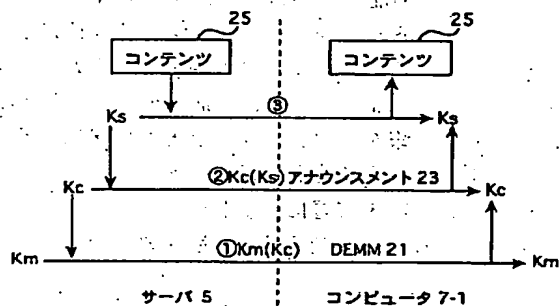 25 25
コンテンツ コンテンツ
③
Ks Ks
②Kc(Ks) アナウンスメント 23
Kc Kc
①Km(Kc) DEMM 21
Km Km
サーバ 5 コンピュータ 7-1